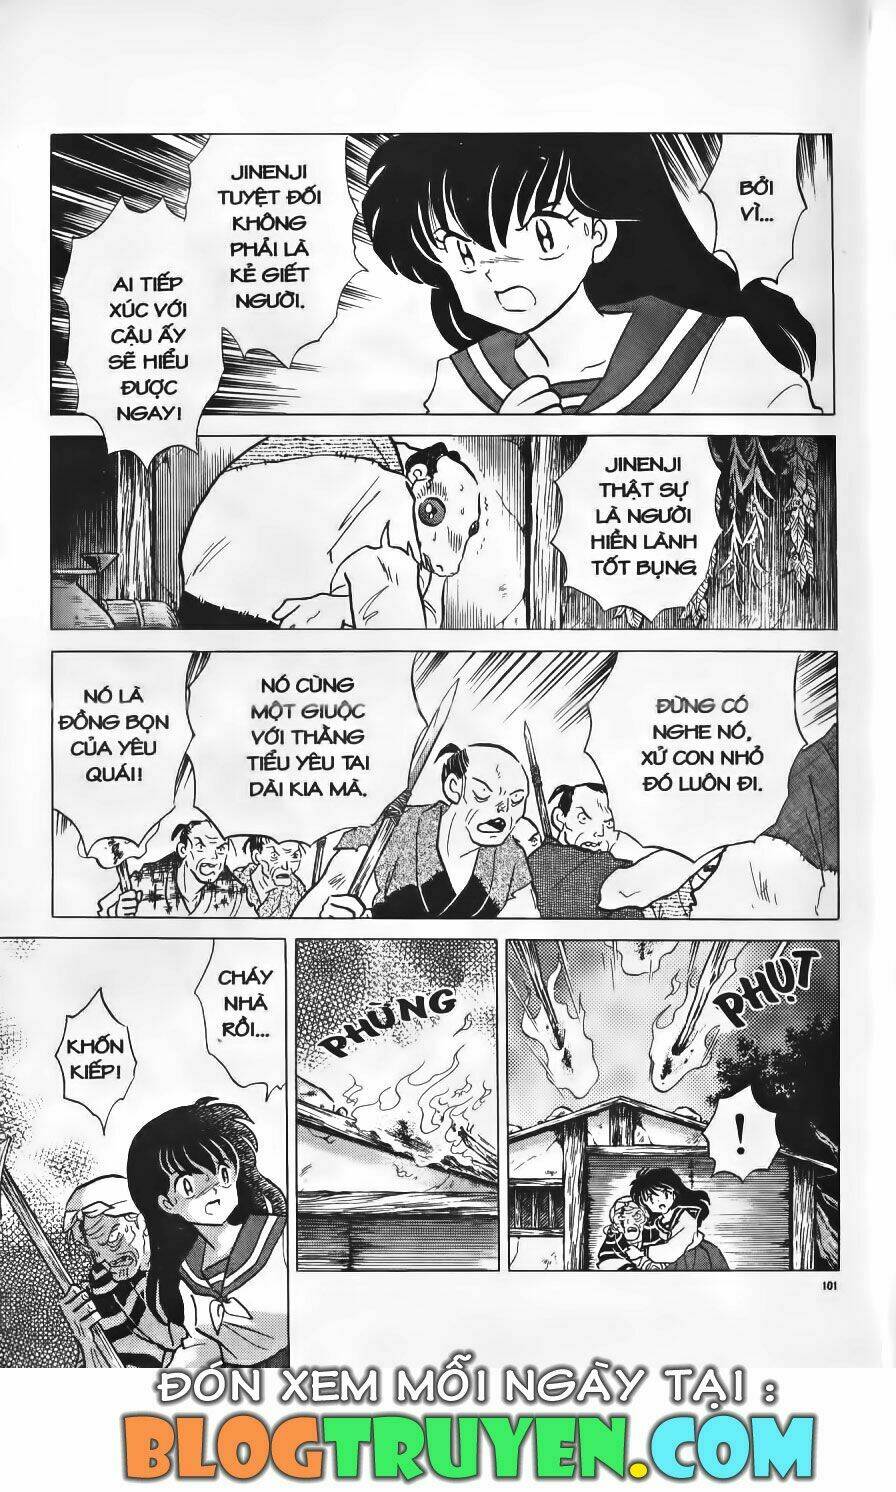 BỞI
VÌ...
JINENJI
TUYỆT ĐỐI
KHÔNG
PHẢI LÀ
KẺ GIẾT
NGƯỜI.
AI TIẾP
XÚC VỚI
CẬU ẤY
SẼ HIỂU
ĐƯỢC
NGAY!
JINENJI
THẬT SỰ
LÀ NGƯỜI
HIỀN LÀNH
TỐT BỤNG.
ĐỪNG CÓ
NGHE NÓ,
XỬ CON NHỎ
ĐÓ LUÔN ĐI.
NÓ CÙNG
MỘT GIUỘC
VỚI THẰNG
TIỂU YÊU TAI
DÀI KIA MÀ.
NÓ LÀ
ĐỒNG BỌN
CỦA YÊU
QUÁI!
PHỤT
!
PHỪNG
CHÁY
NHÀ
RỒI...
KHỐN
KIẾP!
101
ĐÓN XEM MỖI NGÀY TẠI :
BLOGTRUYEN.COM